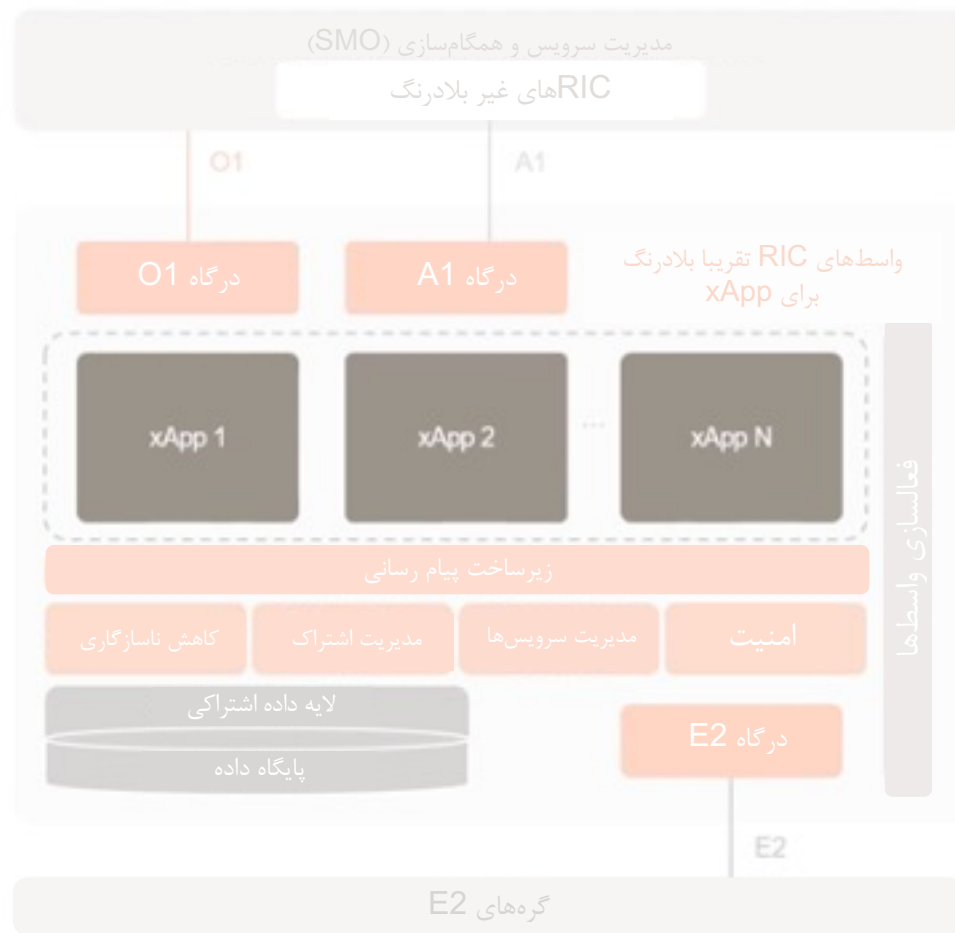 مدیریت سرویس و همگام‌سازی (SMO)
RICهای غیر بلادرنگ
O1
A1
درگاه O1
درگاه A1
واسط‌های RIC تقریبا بلادرنگ
برای xApp
xApp 1
xApp 2
...
xApp N
فعالسازی واسط‌ها
زیرساخت پیام رسانی
کاهش ناسازگاری
مدیریت اشتراک
مدیریت سرویس‌ها
امنیت
لایه داده اشتراکی
پایگاه داده
درگاه E2
E2
گره‌های E2